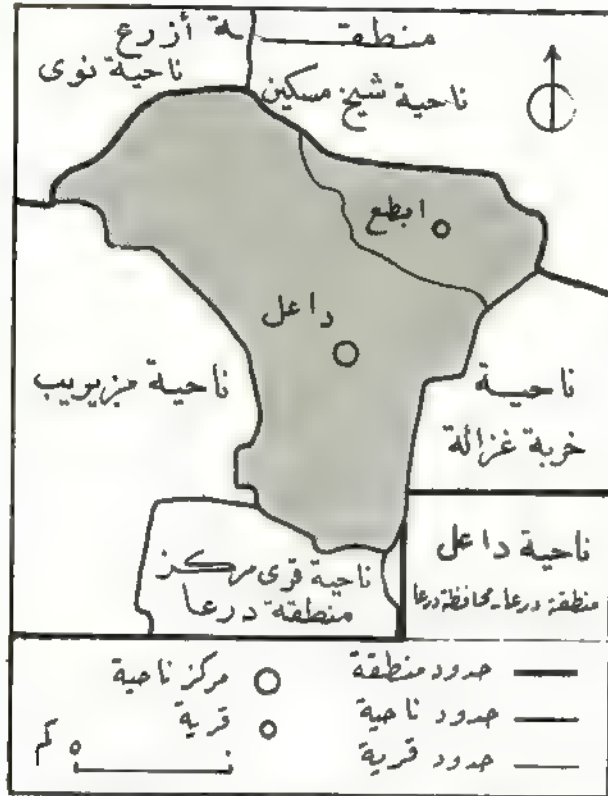 منطقة أزرع
ناحية نوى
ناحية شيخ مسكين
ابطع
داعل
ناحية مزيريب
ناحيـة
خربة غزالة
ناحية قرى مركز
منطقة درعا
ناحية داعل
منطقة درعا - محافظة درعا
حدود منطقة
حدود ناحية
حدود قرية
مركز ناحية
قرية
٥ كم